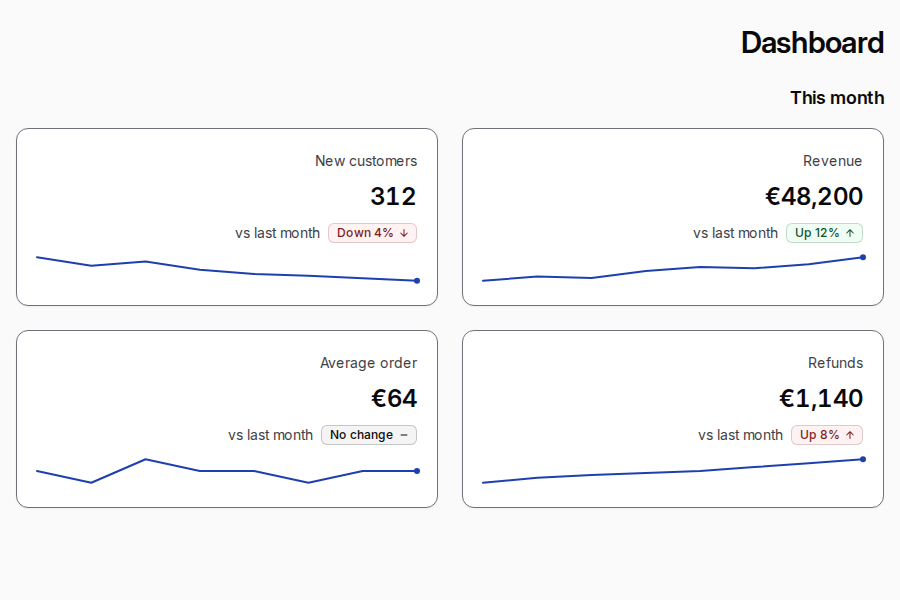 Dashboard
This month
New customers
312
vs last month Down 4% ↓
Revenue
€48,200
vs last month Up 12% ↑
Average order
€64
vs last month No change –
Refunds
€1,140
vs last month Up 8% ↑